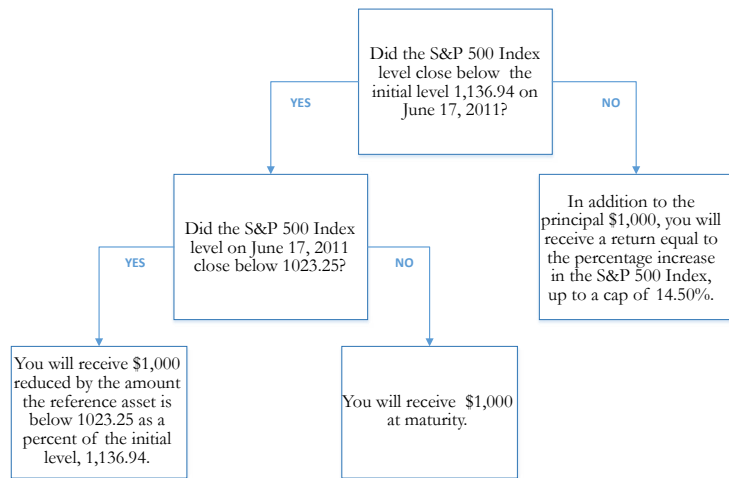 Did the S&P 500 Index
level close below the
initial level 1,136.94 on
June 17, 2011?
YES
NO
Did the S&P 500 Index
level on June 17, 2011
close below 1023.25?
In addition to the
principal $1,000, you will
receive a return equal to
the percentage increase
in the S&P 500 Index,
up to a cap of 14.50%.
YES
NO
You will receive $1,000
reduced by the amount
the reference asset is
below 1023.25 as a
percent of the initial
level, 1,136.94.
You will receive $1,000
at maturity.